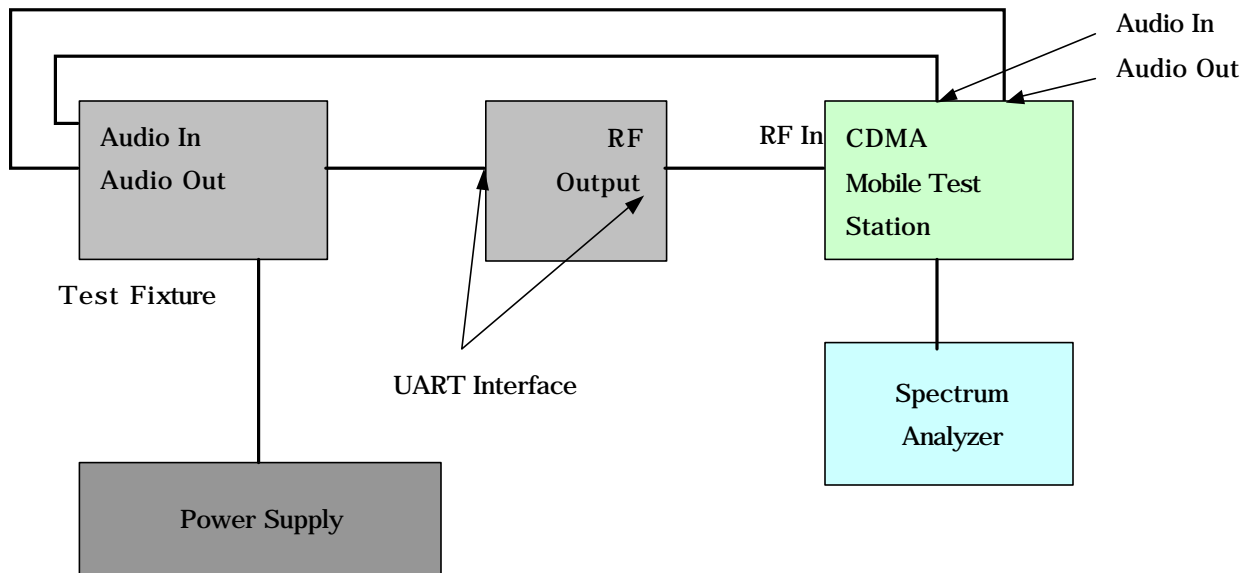 Audio In
Audio Out
Audio In
Audio Out
RF
Output
RF In
CDMA
Mobile Test
Station
Test Fixture
UART Interface
Spectrum
Analyzer
Power Supply